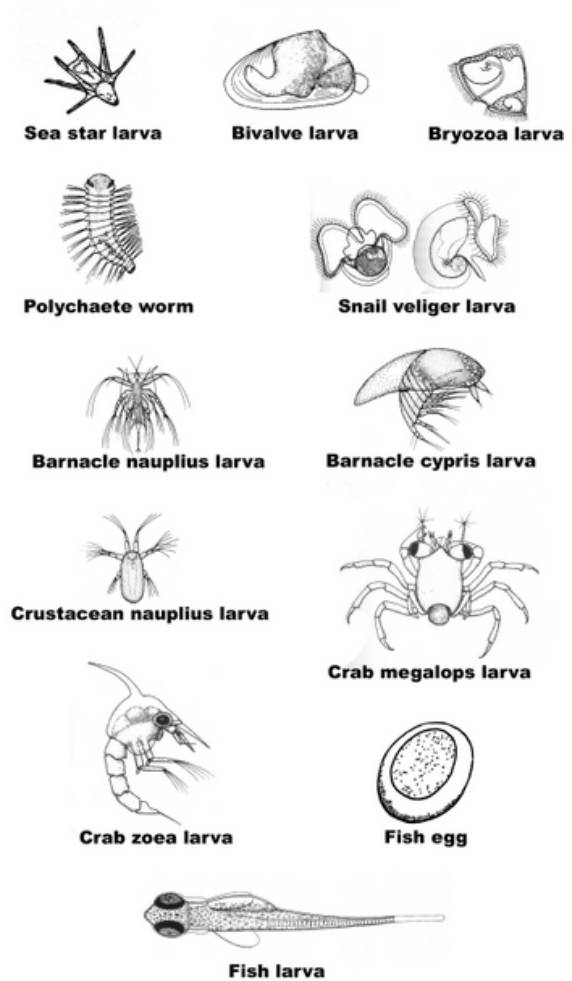 Sea star larva
Bivalve larva
Bryozoa larva
Polychaete worm
Snail veliger larva
Barnacle nauplius larva
Barnacle cypris larva
Crustacean nauplius larva
Crab megalops larva
Crab zoea larva
Fish egg
Fish larva